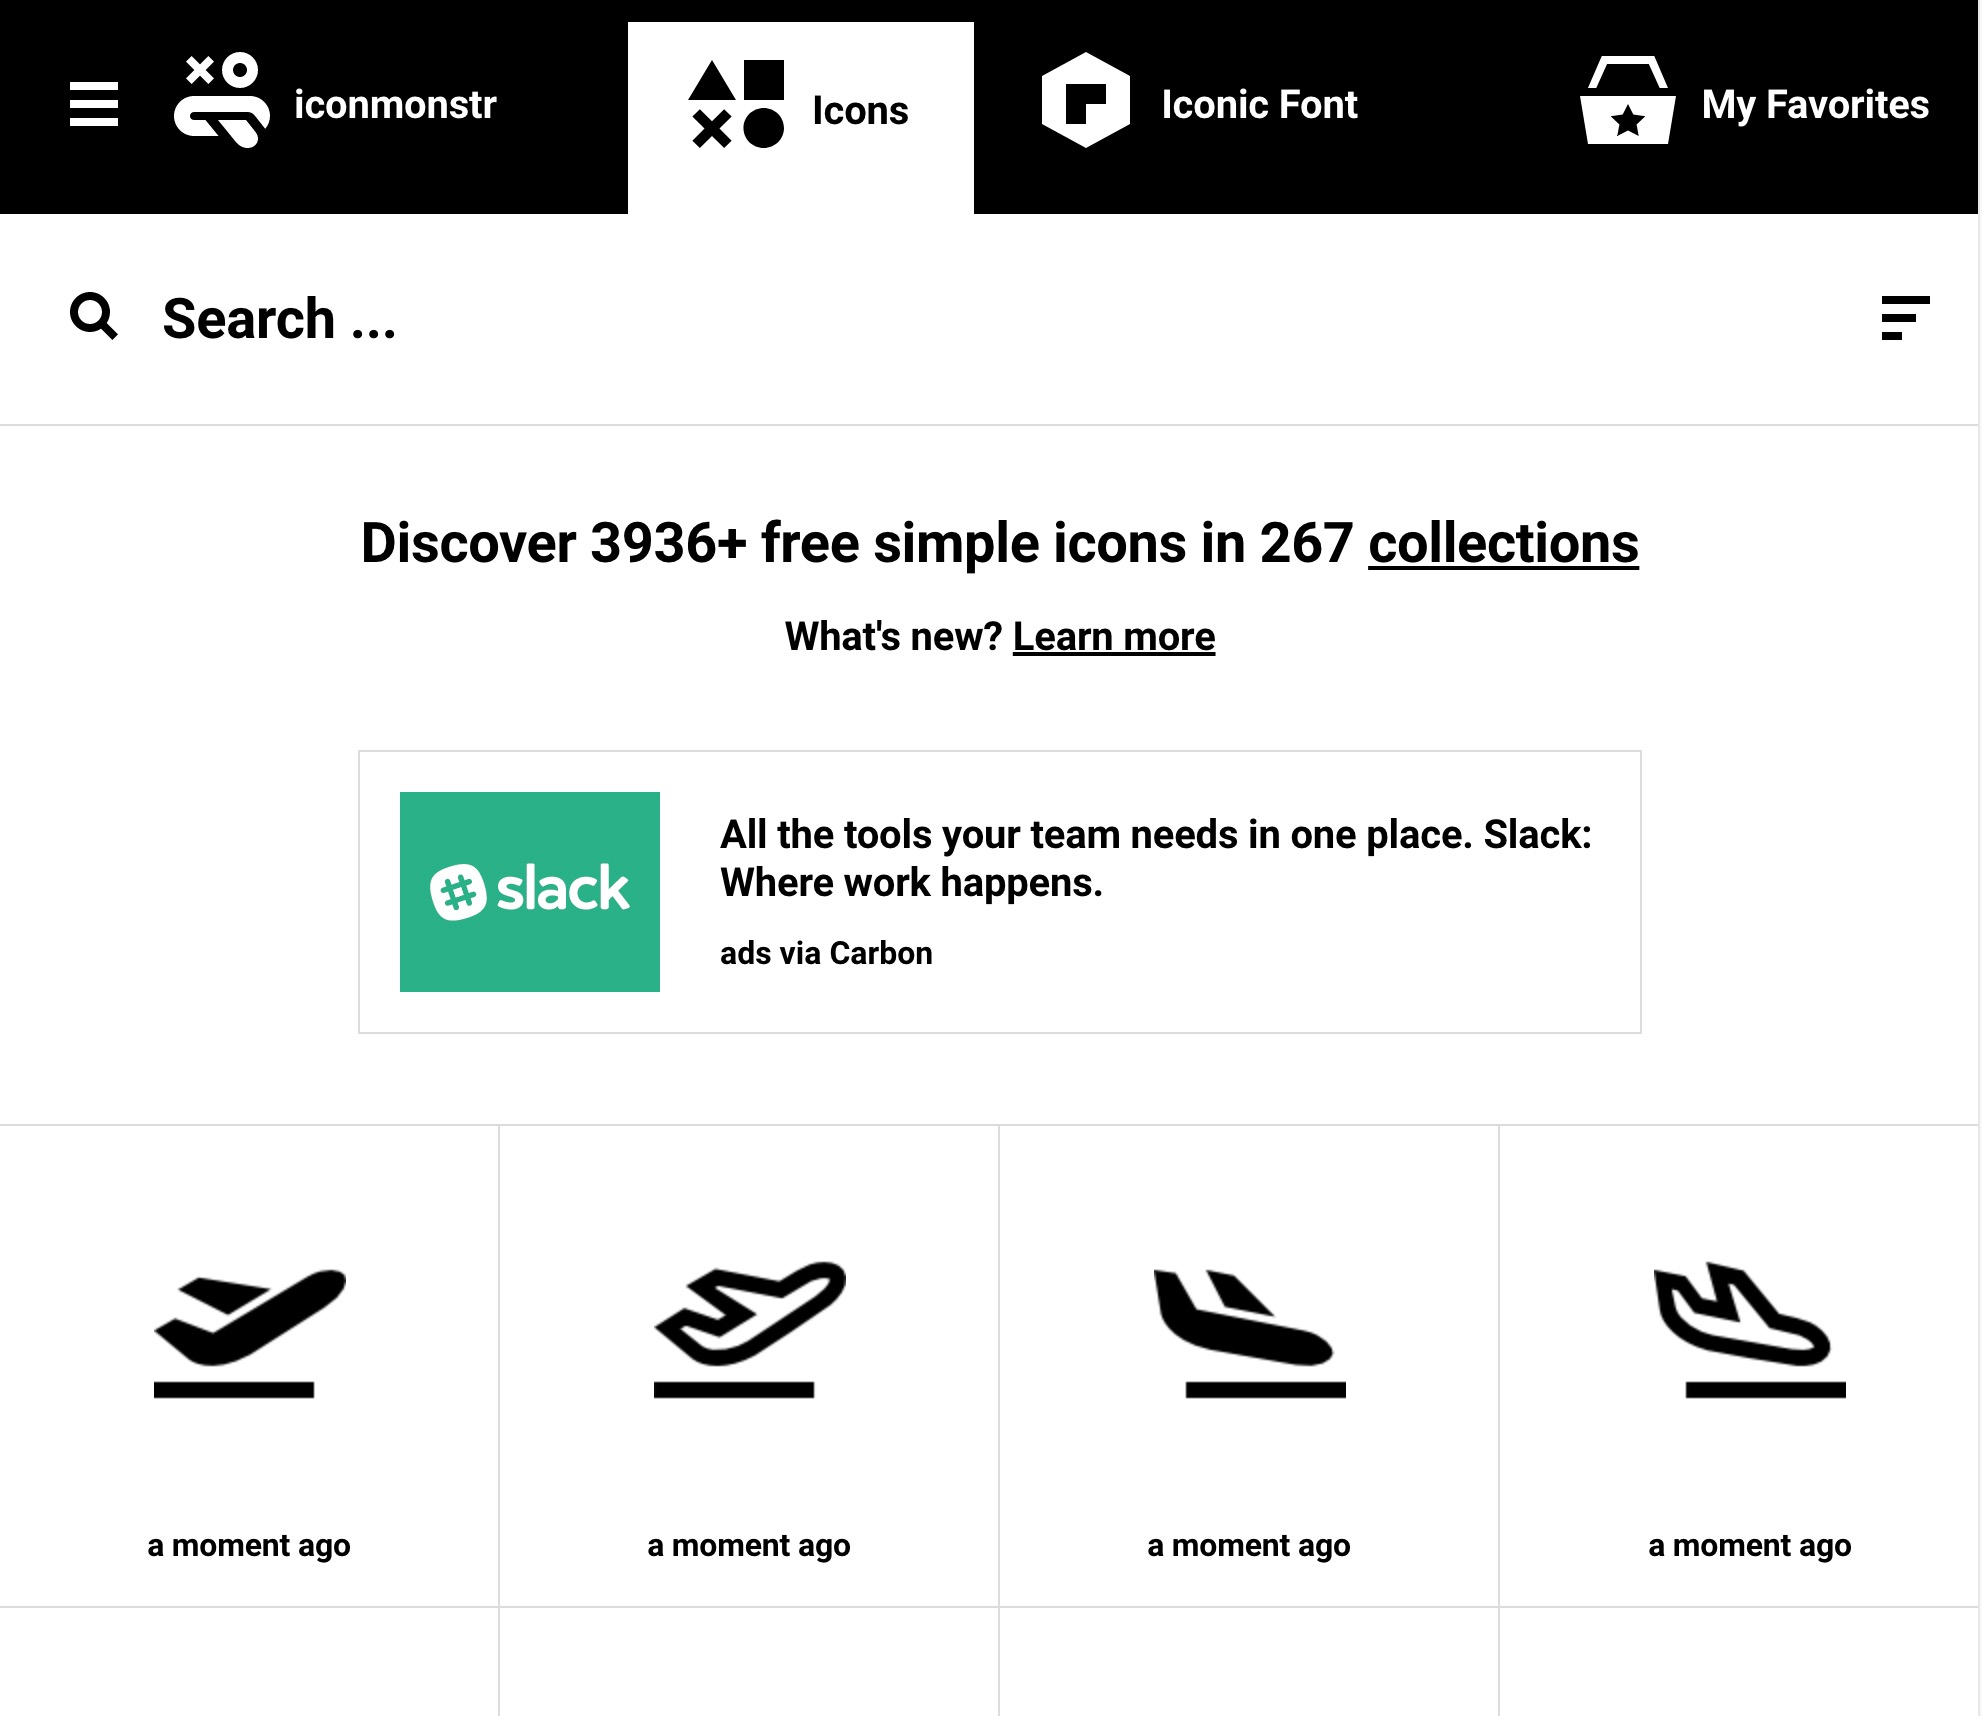 iconmonstr
Icons
Iconic Font
My Favorites
Search ...
Discover 3936+ free simple icons in 267 collections
What's new? Learn more
slack
All the tools your team needs in one place. Slack:
Where work happens.
ads via Carbon
a moment ago
a moment ago
a moment ago
a moment ago